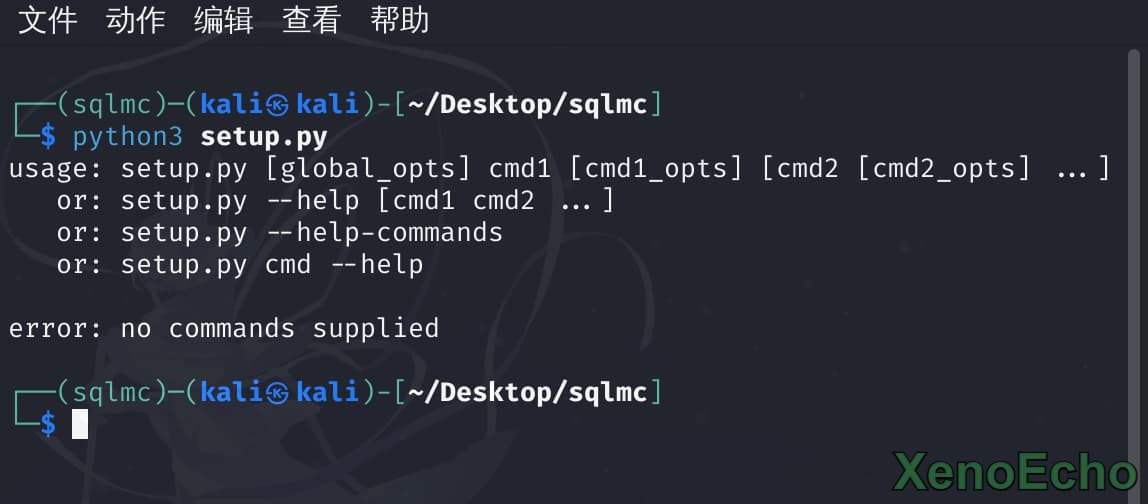 文件 动作 编辑 查看 帮助
┌──(sqlmc)─(kali㉿kali)-[~/Desktop/sqlmc]
└─$ python3 setup.py
usage: setup.py [global_opts] cmd1 [cmd1_opts] [cmd2 [cmd2_opts] ...]
   or: setup.py --help [cmd1 cmd2 ...]
   or: setup.py --help-commands
   or: setup.py cmd --help
error: no commands supplied
┌──(sqlmc)─(kali㉿kali)-[~/Desktop/sqlmc]
└─$
XenoEcho